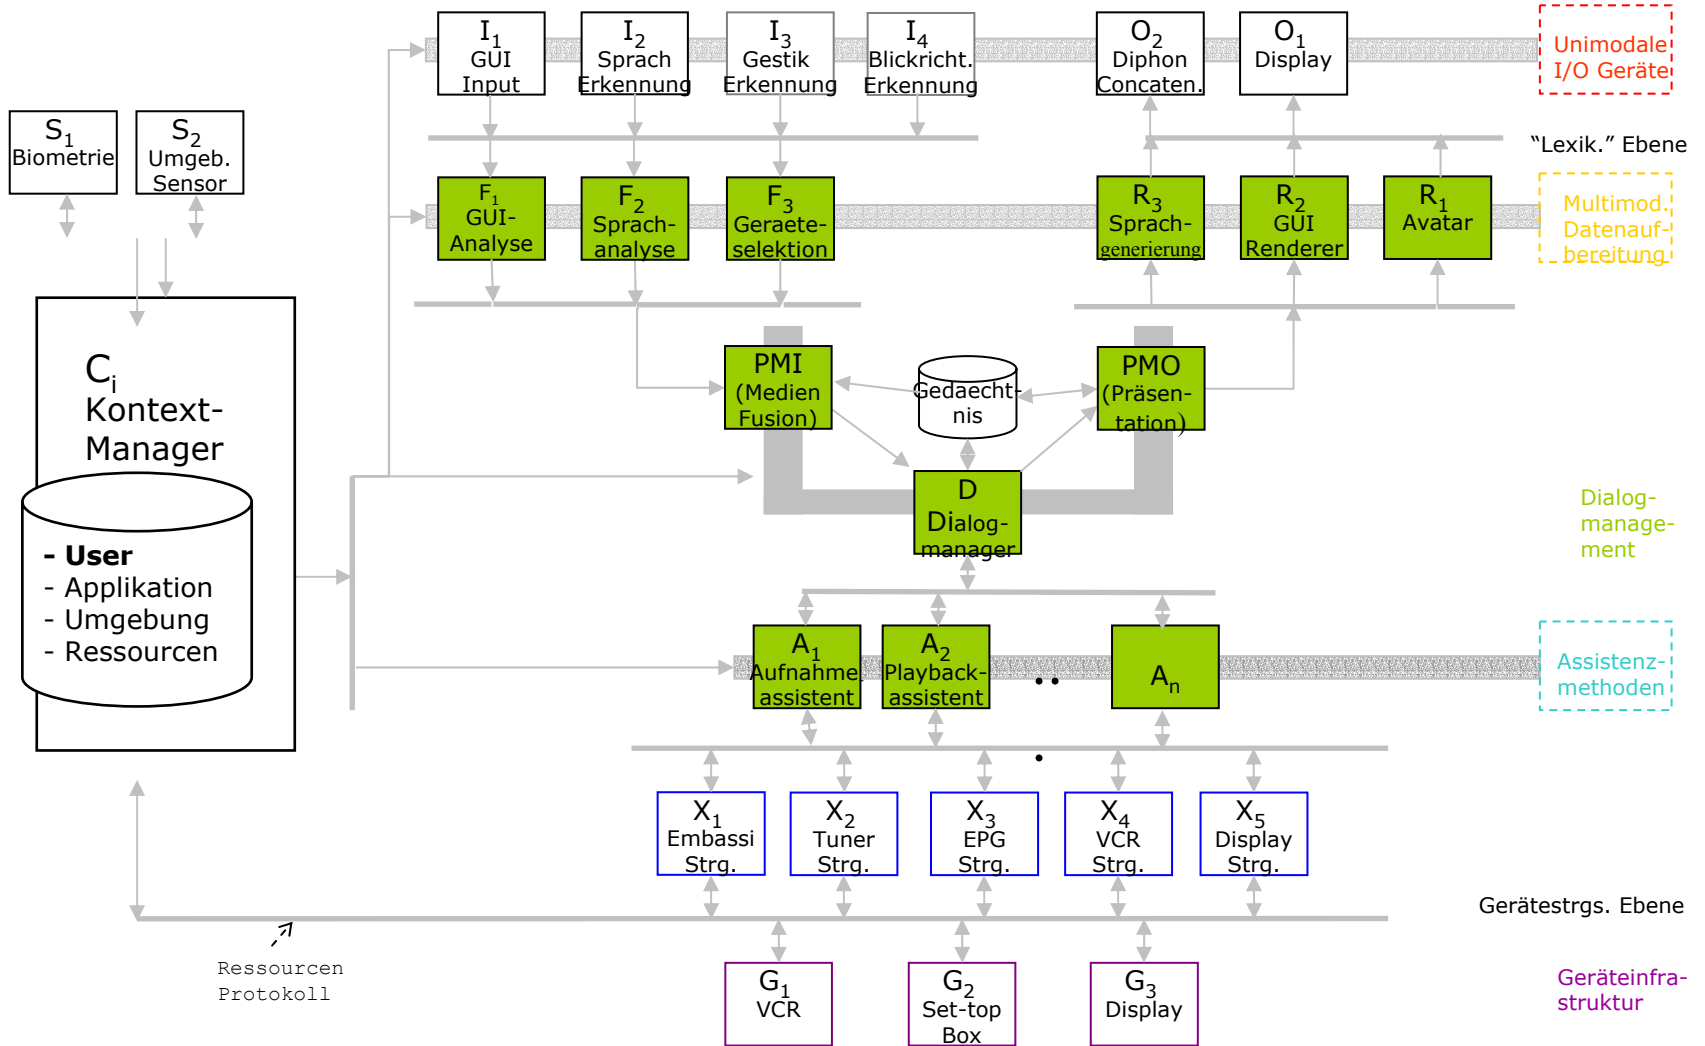 I1
GUI
Input
I2
Sprach
Erkennung
I3
Gestik
Erkennung
I4
Blickricht.
Erkennung
O2
Diphon
Concaten.
O1
Display
Unimodale
I/O Geräte
S1
Biometrie
S2
Umgeb.
Sensor
“Lexik.” Ebene
F1
GUI-
Analyse
F2
Sprach-
analyse
F3
Geraete-
selektion
R3
Sprach-
generierung
R2
GUI
Renderer
R1
Avatar
Multimod.
Datenauf-
bereitung
Ci
Kontext-
Manager
- User
- Applikation
- Umgebung
- Ressourcen
PMI
(Medien
Fusion)
Gedaecht-
nis
PMO
(Präsen-
tation)
D
Dialog-
manager
Dialog-
manage-
ment
A1
Aufnahme
assistent
A2
Playback-
assistent
An
Assistenz-
methoden
X1
Embassi
Strg.
X2
Tuner
Strg.
X3
EPG
Strg.
X4
VCR
Strg.
X5
Display
Strg.
Gerätestrgs. Ebene
Ressourcen
Protokoll
G1
VCR
G2
Set-top
Box
G3
Display
Geräteinfra-
struktur